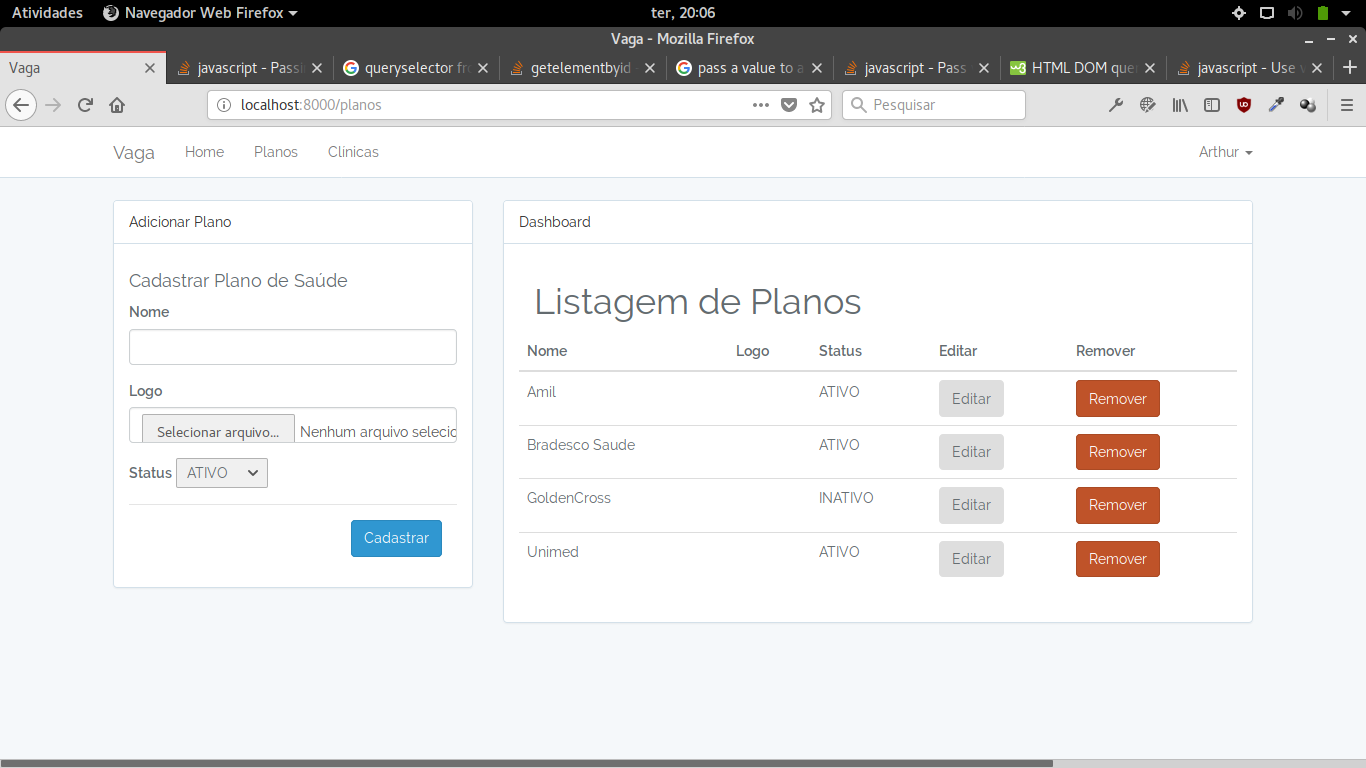 Atividades Navegador Web Firefox ter, 20:06
Vaga - Mozilla Firefox
Vaga javascript - Passi queryselector fro getelementbyid - pass a value to a javascript - Pass HTML DOM que javascript - Use v
localhost:8000/planos Pesquisar
Vaga Home Planos Clinicas Arthur
Adicionar Plano
Cadastrar Plano de Saúde
Nome
Logo
Selecionar arquivo... Nenhum arquivo selecic
Status ATIVO
Cadastrar
Dashboard
Listagem de Planos
Nome Logo Status Editar Remover
Amil ATIVO Editar Remover
Bradesco Saude ATIVO Editar Remover
GoldenCross INATIVO Editar Remover
Unimed ATIVO Editar Remover